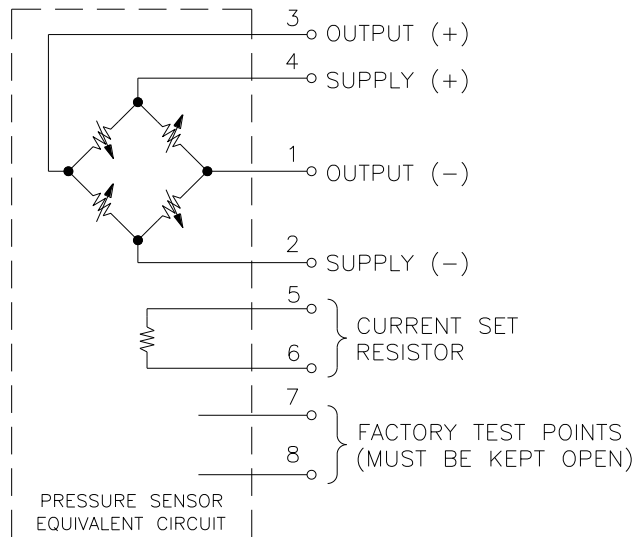 3
OUTPUT (+)
4
SUPPLY (+)
1
OUTPUT (-)
2
SUPPLY (-)
5
6
CURRENT SET
RESISTOR
7
8
FACTORY TEST POINTS
(MUST BE KEPT OPEN)
PRESSURE SENSOR
EQUIVALENT CIRCUIT